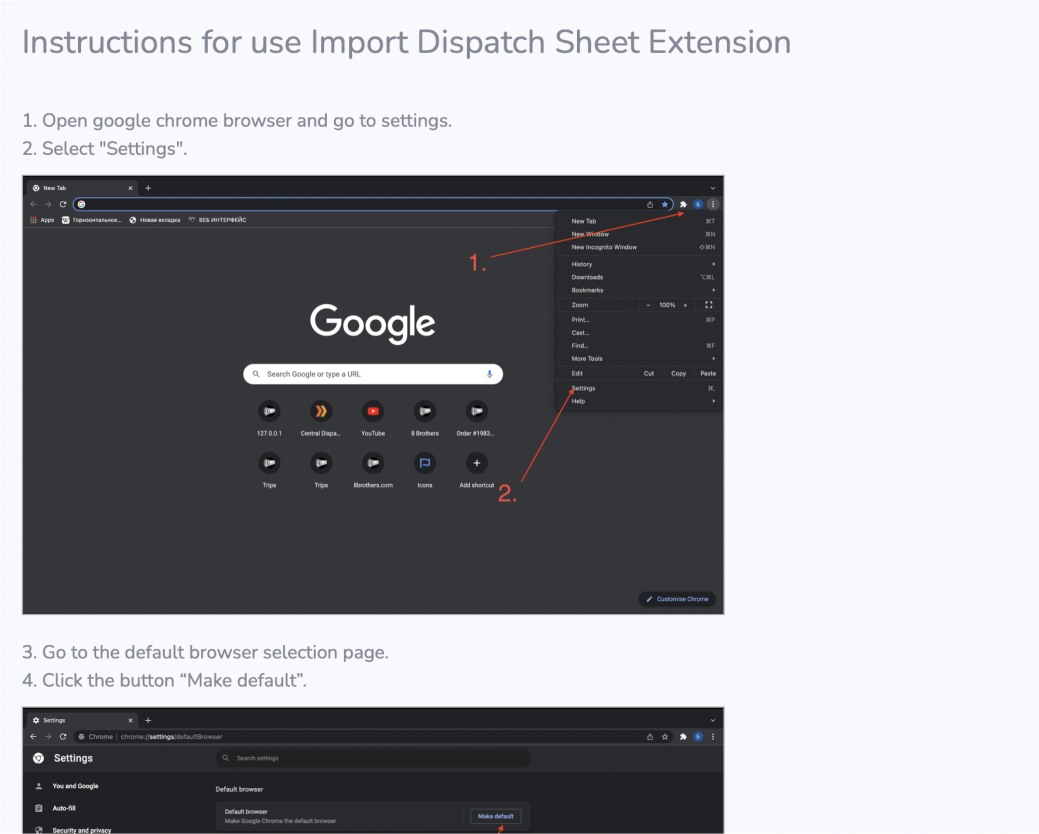 Instructions for use Import Dispatch Sheet Extension
1. Open google chrome browser and go to settings.
2. Select "Settings".
New Tab
Apps Горизонтальное... Новая вкладка ВЕБ ИНТЕРФЕЙС
6
New Tab ⌘T
New Window ⌘N
New Incognito Window ⇧⌘N
1.
History
Downloads ⌥⌘L
Bookmarks
Zoom − 100% +
Print... ⌘P
Cast...
Find... ⌘F
More Tools
Edit Cut Copy Paste
Settings ⌘,
Help
Google
Search Google or type a URL
127.0.0.1 Central Dispa... YouTube 8 Brothers Order #1983...
Trips Trips 8brothers.com Icons Add shortcut
2.
Customise Chrome
3. Go to the default browser selection page.
4. Click the button “Make default”.
Settings
Chrome | chrome://settings/defaultBrowser
6
Settings
Search settings
You and Google
Default browser
Auto-fill
Default browser
Make Google Chrome the default browser
Make default
Security and privacy